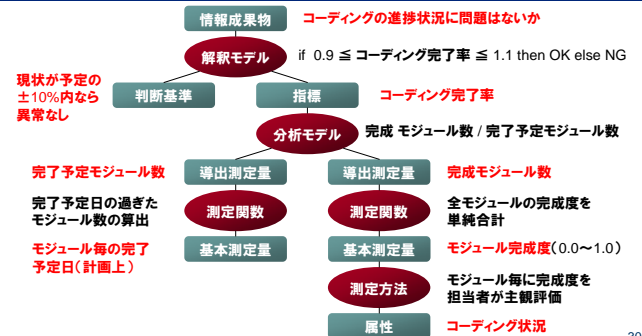 情報成果物 コーディングの進捗状況に問題はないか
解釈モデル if 0.9 ≦ コーディング完了率 ≦ 1.1 then OK else NG
現状が予定の
±10%内なら
異常なし
判断基準 指標 コーディング完了率
分析モデル 完成 モジュール数 / 完了予定モジュール数
完了予定モジュール数 導出測定量 導出測定量 完成モジュール数
完了予定日の過ぎた
モジュール数の算出
測定関数 測定関数 全モジュールの完成度を
単純合計
モジュール毎の完了
予定日(計画上)
基本測定量 基本測定量 モジュール完成度(0.0～1.0)
測定方法 モジュール毎に完成度を
担当者が主観評価
属性 コーディング状況